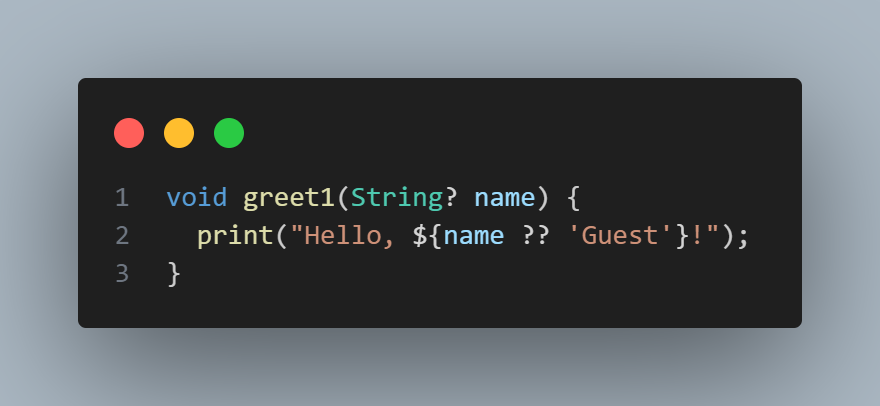 1 void greet1(String? name) {
2   print("Hello, ${name ?? 'Guest'}!");
3 }